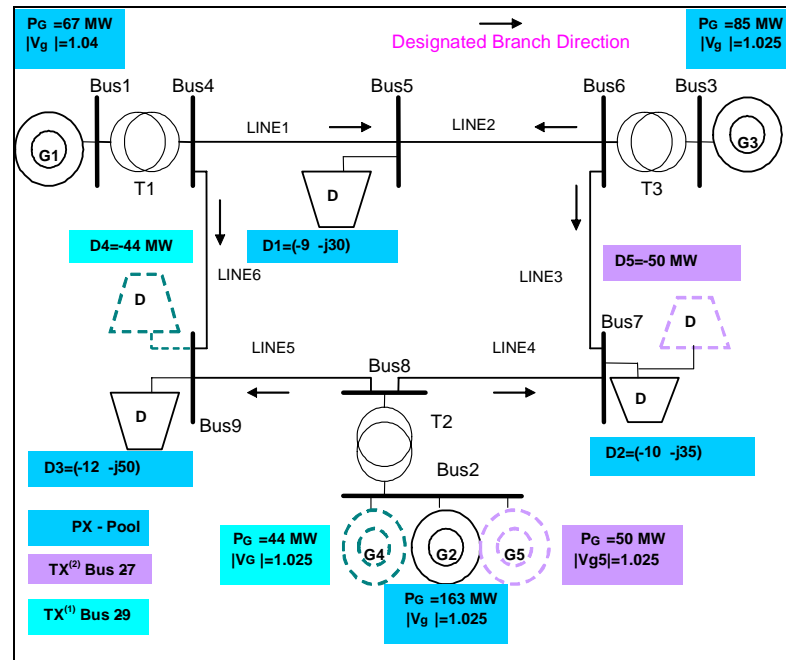 PG =67 MW
|Vg |=1.04
Designated Branch Direction
PG =85 MW
|Vg |=1.025
Bus1
Bus4
Bus5
Bus6
Bus3
LINE1
LINE2
G1
G3
T1
T3
D
D4=-44 MW
D1=(-9 -j30)
D5=-50 MW
LINE6
LINE3
D
D
Bus7
LINE5
Bus8
LINE4
D
D
Bus9
T2
D3=(-12 -j50)
D2=(-10 -j35)
Bus2
PX - Pool
PG =44 MW
|VG|=1.025
G4
G2
G5
PG =50 MW
|Vg5|=1.025
TX(2) Bus 27
PG =163 MW
|Vg |=1.025
TX(1) Bus 29